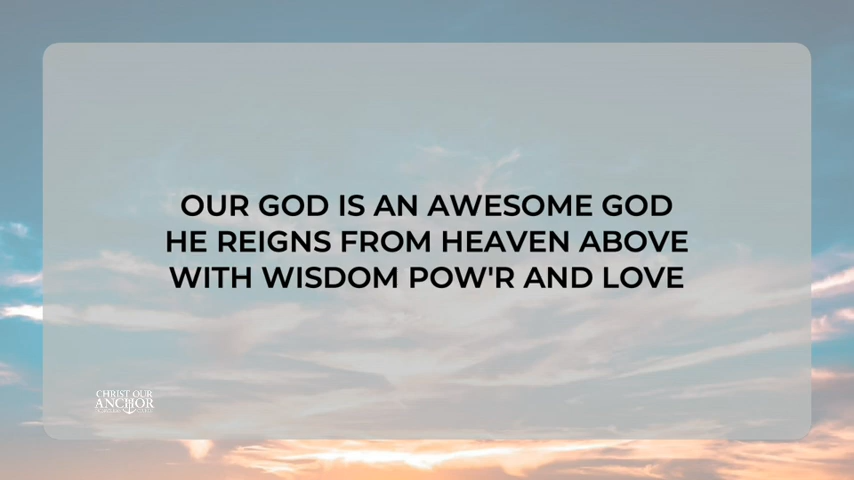 OUR GOD IS AN AWESOME GOD
HE REIGNS FROM HEAVEN ABOVE
WITH WISDOM POW'R AND LOVE
CHRIST OUR
ANCHOR